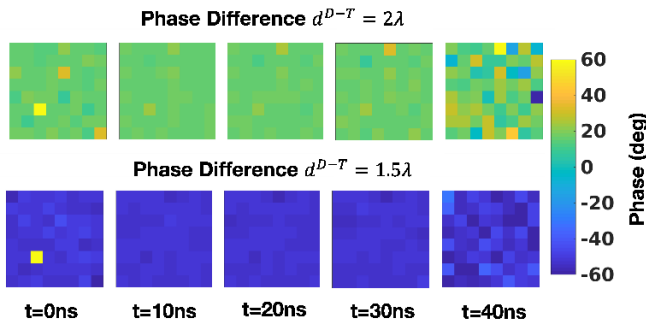 Phase Difference d^{D-T} = 2λ
60
40
20
0
-20
-40
-60
Phase (deg)
Phase Difference d^{D-T} = 1.5λ
t=0ns t=10ns t=20ns t=30ns t=40ns